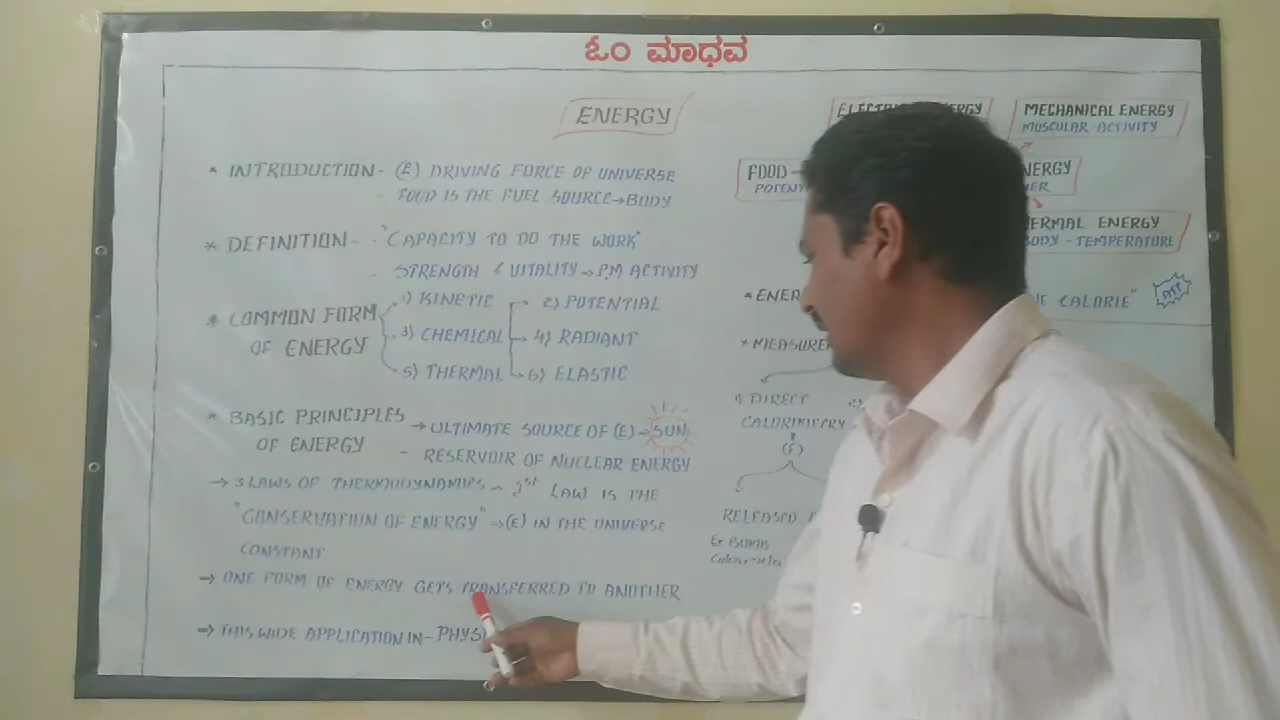 ಓಂ ಮಾಧವ
ENERGY
* INTRODUCTION - (E) DRIVING FORCE OF UNIVERSE
- FOOD IS THE FUEL SOURCE → BODY
* DEFINITION - "CAPACITY TO DO THE WORK"
- STRENGTH & VITALITY → P.M ACTIVITY
* COMMON FORM OF ENERGY
1) KINETIC 2) POTENTIAL
3) CHEMICAL 4) RADIANT
5) THERMAL 6) ELASTIC
* BASIC PRINCIPLES OF ENERGY → ULTIMATE SOURCE OF (E) → SUN
- RESERVOIR OF NUCLEAR ENERGY
→ 3 LAWS OF THERMODYNAMICS → 1st LAW IS THE
"CONSERVATION OF ENERGY" → (E) IN THE UNIVERSE
CONSTANT
⇒ ONE FORM OF ENERGY GETS TRANSFERRED TO ANOTHER
⇒ THIS WIDE APPLICATION IN -
MECHANICAL ENERGY
MUSCULAR - ACTIVITY
FOOD
ENERGY
BODY - TEMPERATURE
CALORIE"
1) DIRECT
CALORIMETRY
(E)
RELEASED